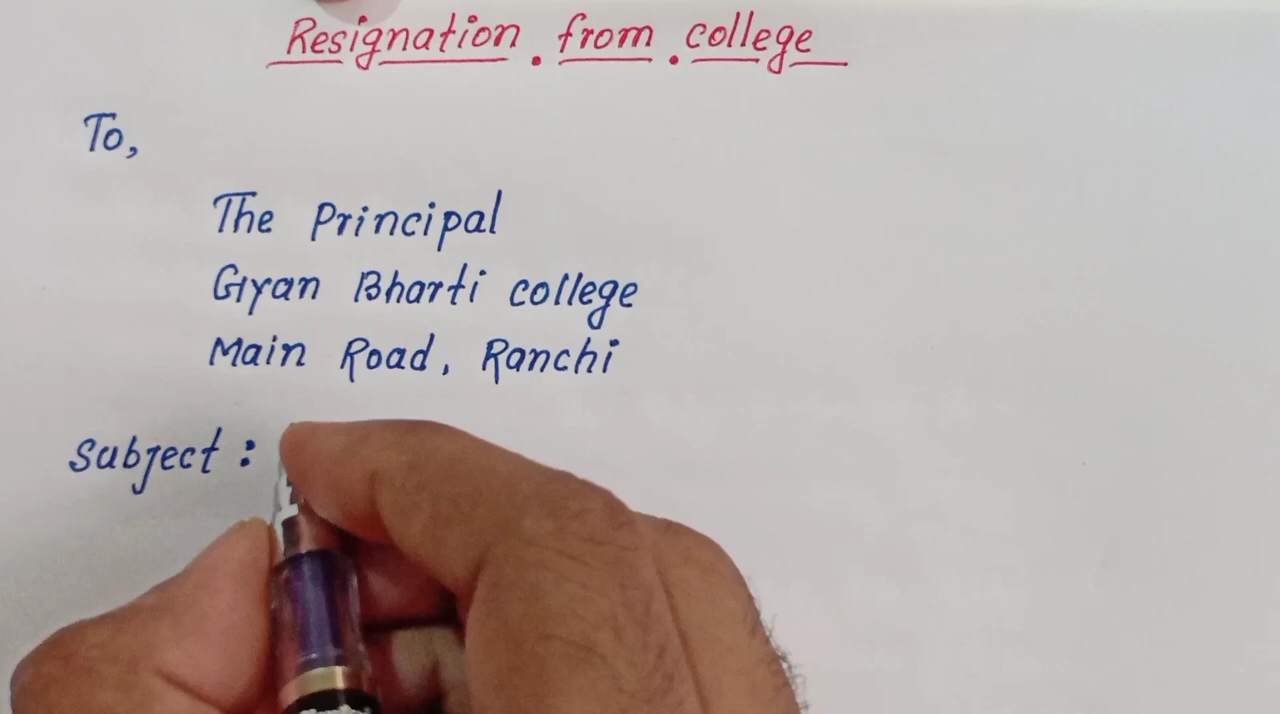 Resignation . from . college
To,
The Principal
Gyan Bharti college
Main Road, Ranchi
Subject :